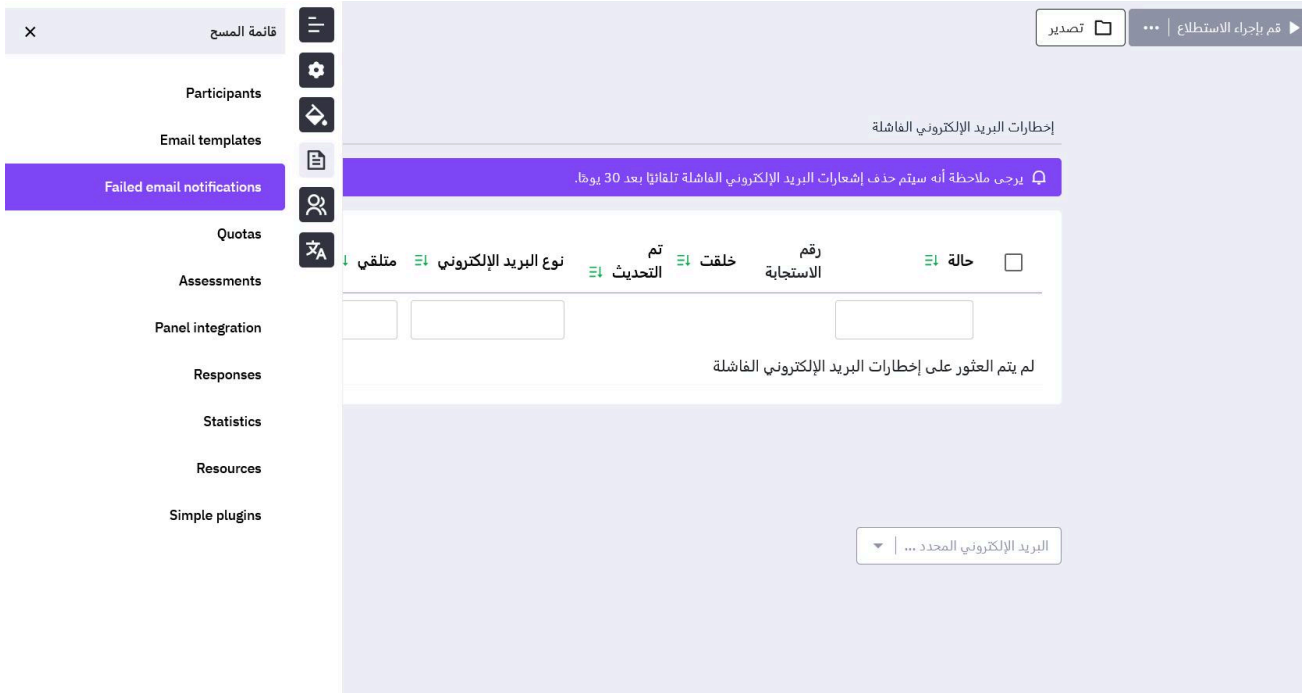 قم بإجراء الاستطلاع
تصدير
قائمة المسح
Participants
Email templates
Failed email notifications
Quotas
Assessments
Panel integration
Responses
Statistics
Resources
Simple plugins
إخطارات البريد الإلكتروني الفاشلة
يرجى ملاحظة أنه سيتم حذف إشعارات البريد الإلكتروني الفاشلة تلقائيًا بعد 30 يومًا.
حالة
رقم
الاستجابة
خلقت
تم
التحديث
نوع البريد الإلكتروني
متلقي
لم يتم العثور على إخطارات البريد الإلكتروني الفاشلة
البريد الإلكتروني المحدد ...